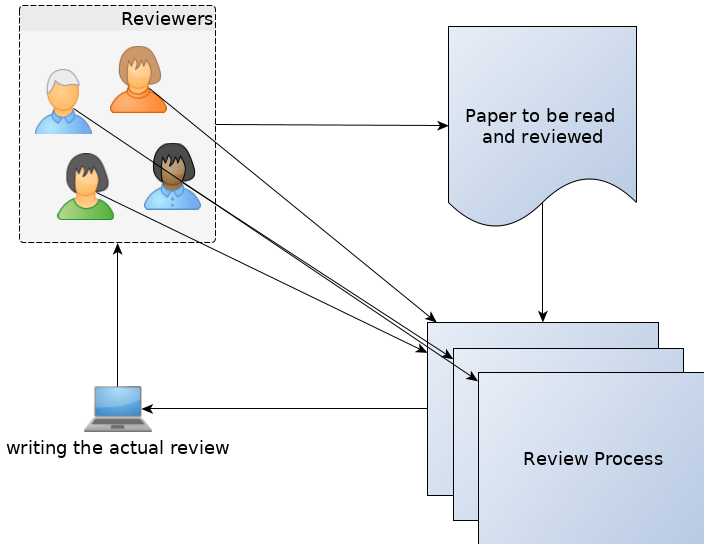 Reviewers
Paper to be read
and reviewed
writing the actual review
Review Process